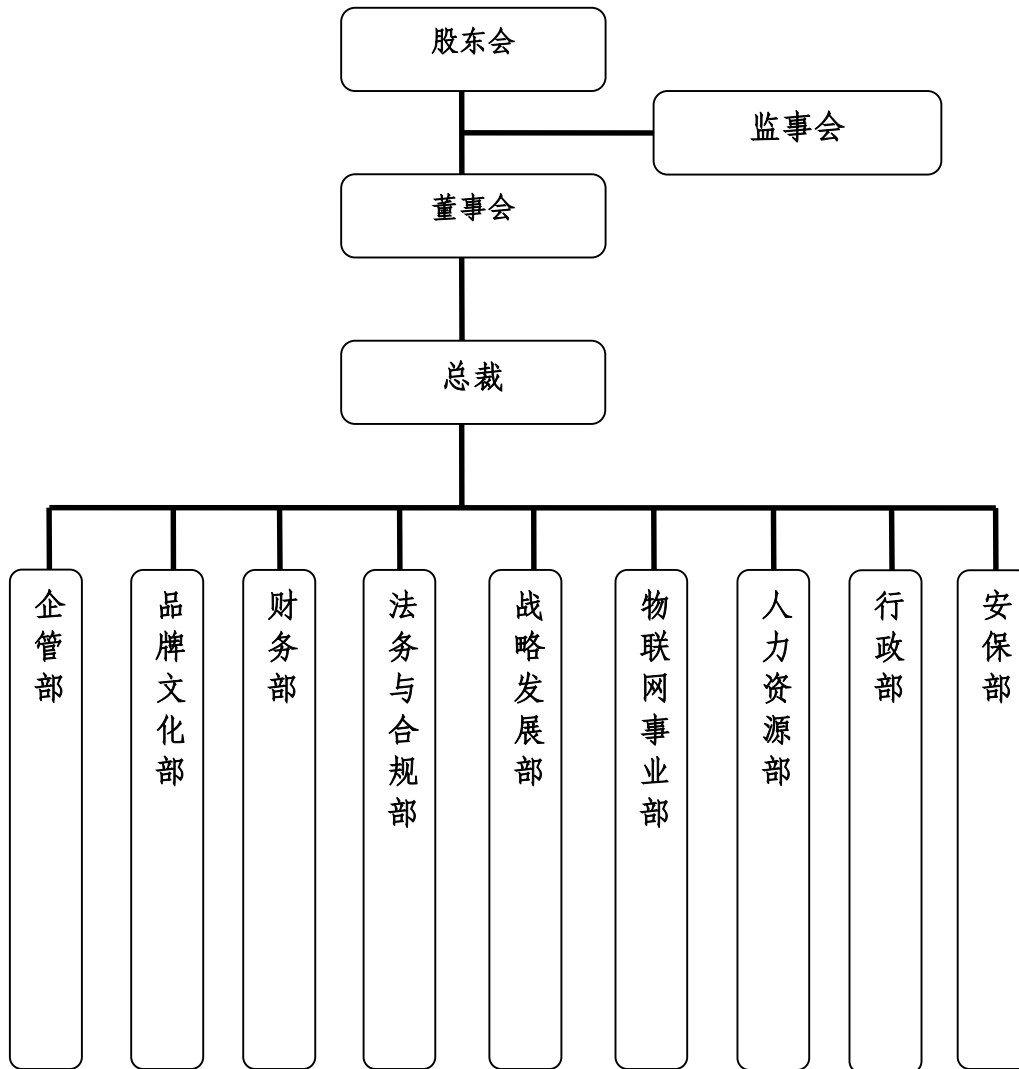 股东会
监事会
董事会
总裁
企管部
品牌文化部
财务部
法务与合规部
战略发展部
物联网事业部
人力资源部
行政部
安保部